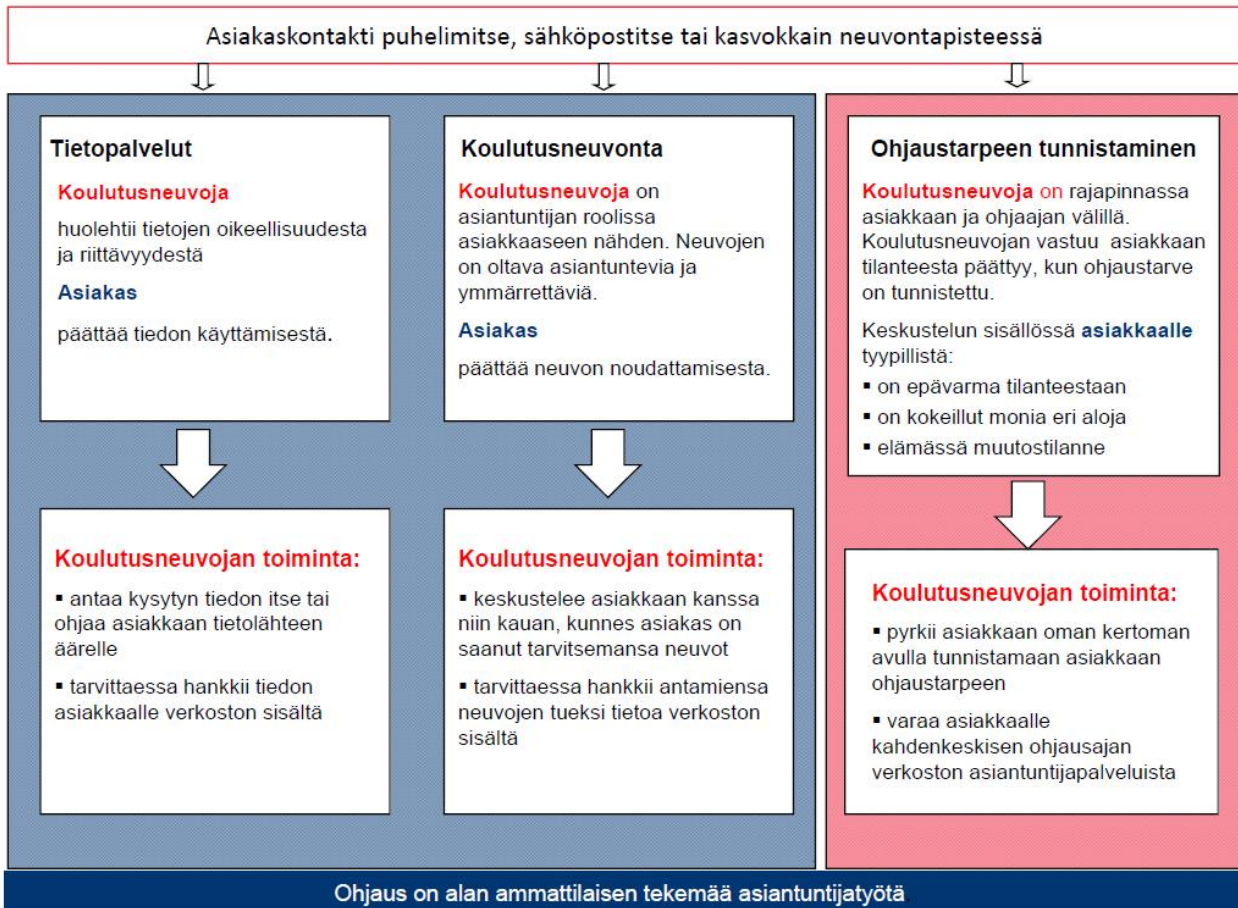 Asiakaskontakti puhelimitse, sähköpostitse tai kasvokkain neuvontapisteessä
Tietopalvelut
Koulutusneuvoja
huolehtii tietojen oikeellisuudesta
ja riittävyydestä
Asiakas
päättää tiedon käyttämisestä.
Koulutusneuvojan toiminta:
▪ antaa kysytyn tiedon itse tai
ohjaa asiakkaan tietolähteen
äärelle
▪ tarvittaessa hankkii tiedon
asiakkaalle verkoston sisältä
Koulutusneuvonta
Koulutusneuvoja on
asiantuntijan roolissa
asiakkaaseen nähden. Neuvojen
on oltava asiantuntevia ja
ymmärrettäviä.
Asiakas
päättää neuvon noudattamisesta.
Koulutusneuvojan toiminta:
▪ keskustelee asiakkaan kanssa
niin kauan, kunnes asiakas on
saanut tarvitsemansa neuvot
▪ tarvittaessa hankkii antamiensa
neuvojen tueksi tietoa verkoston
sisältä
Ohjaustarpeen tunnistaminen
Koulutusneuvoja on rajapinnassa
asiakkaan ja ohjaajan välillä.
Koulutusneuvojan vastuu asiakkaan
tilanteesta päättyy, kun ohjaustarve
on tunnistettu.
Keskustelun sisällössä asiakkaalle
tyypillistä:
▪ on epävarma tilanteestaan
▪ on kokeillut monia eri aloja
▪ elämässä muutostilanne
Koulutusneuvojan toiminta:
▪ pyrkii asiakkaan oman kertoman
avulla tunnistamaan asiakkaan
ohjaustarpeen
▪ varaa asiakkaalle
kahdenkeskisen ohjausajan
verkoston asiantuntijapalveluista
Ohjaus on alan ammattilaisen tekemää asiantuntijatyötä